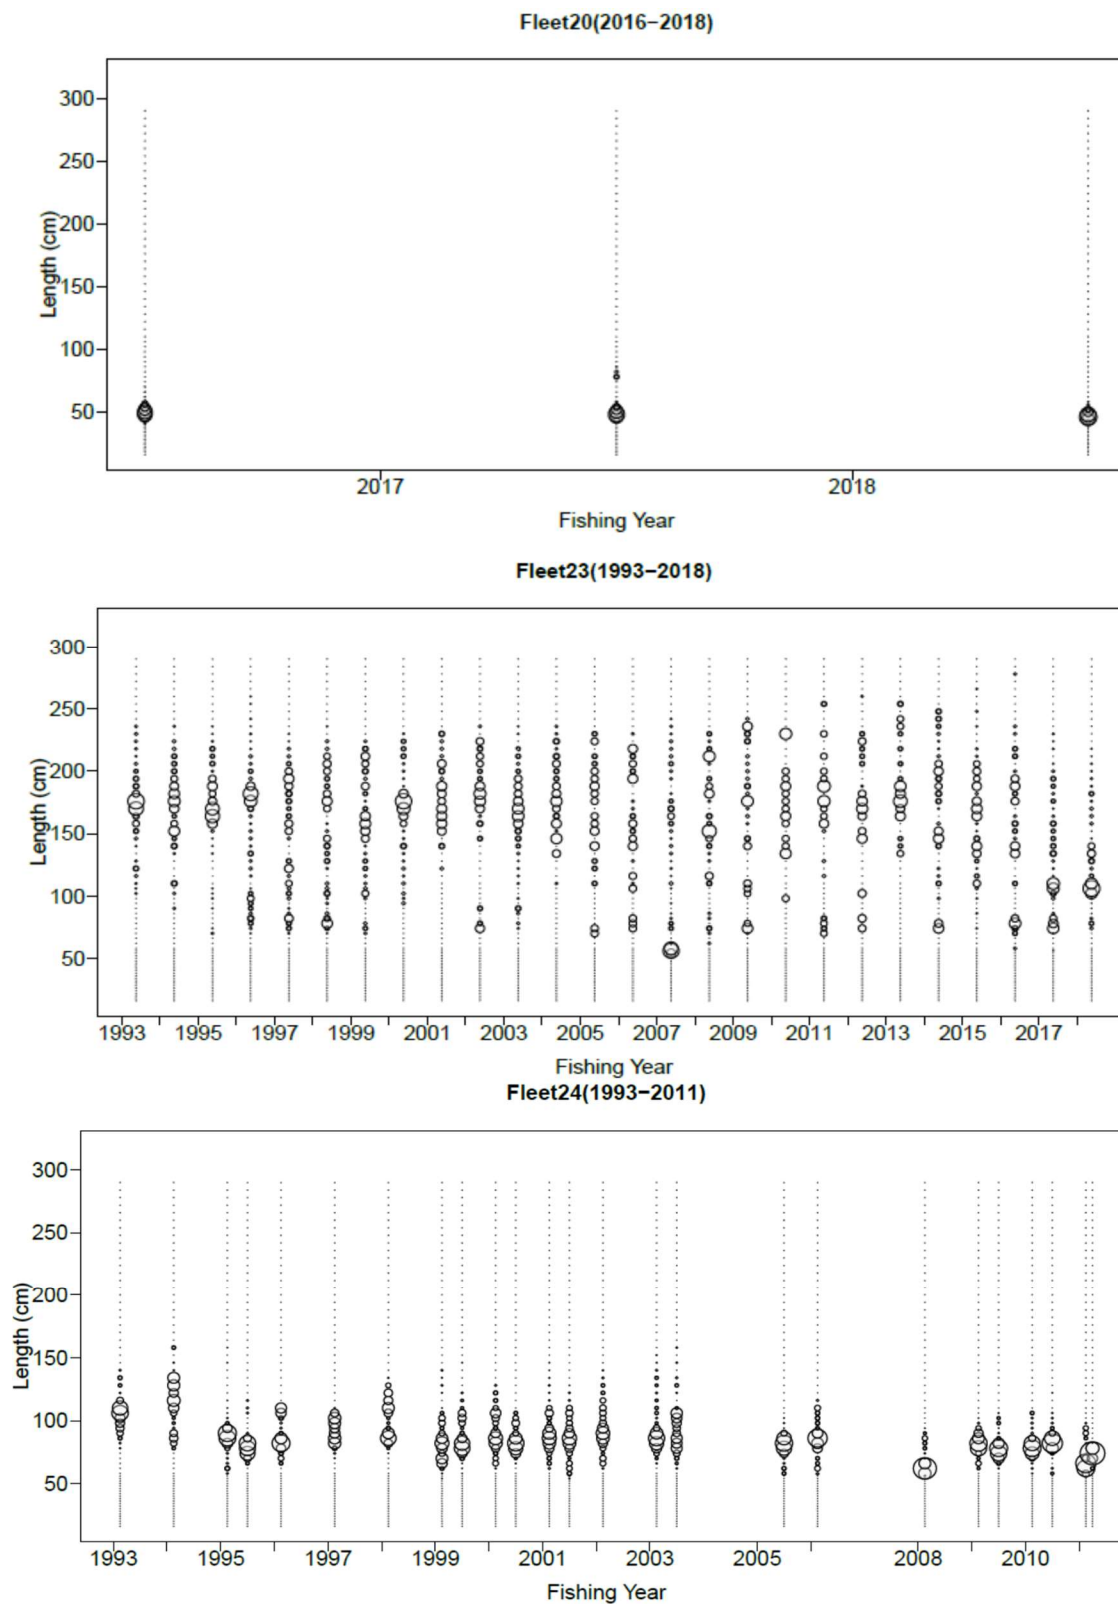 Fleet20(2016−2018)
300
250
200
150
100
50
Length (cm)
2017 2018
Fishing Year
Fleet23(1993−2018)
300
250
200
150
100
50
Length (cm)
1993 1995 1997 1999 2001 2003 2005 2007 2009 2011 2013 2015 2017
Fishing Year
Fleet24(1993−2011)
300
250
200
150
100
50
Length (cm)
1993 1995 1997 1999 2001 2003 2005 2008 2010
Fishing Year